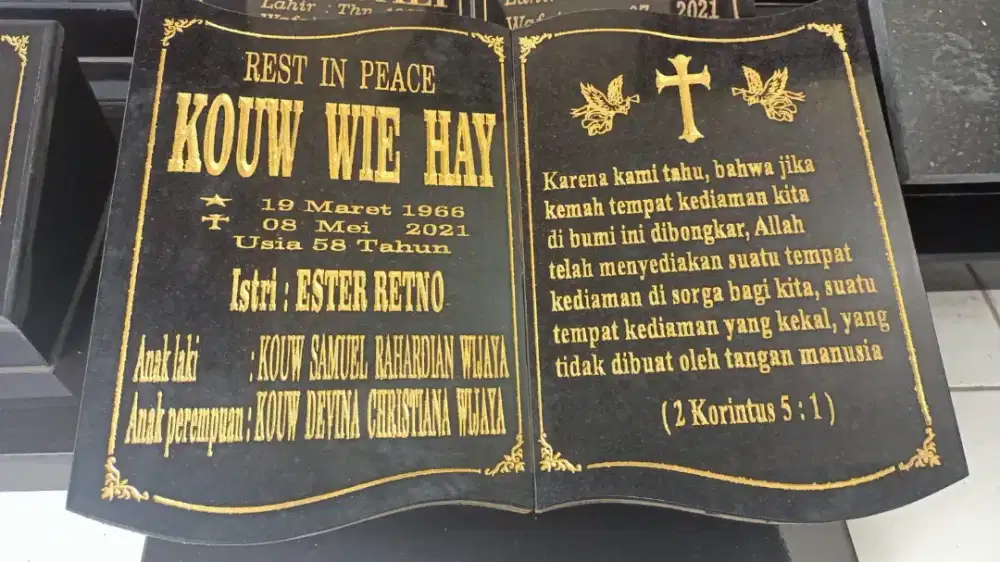 Lahir : Thn
2021
REST IN PEACE
KOUW WIE HAY
19 Maret 1966
08 Mei 2021
Usia 58 Tahun
Istri : ESTER RETNO
Anak laki : KOUW SAMUEL RAHARDIAN WIJAYA
Anak perempuan : KOUW DEVINA CHRISTIANA WIJAYA
Karena kami tahu, bahwa jika
kemah tempat kediaman kita
di bumi ini dibongkar, Allah
telah menyediakan suatu tempat
kediaman di sorga bagi kita, suatu
tempat kediaman yang kekal, yang
tidak dibuat oleh tangan manusia
( 2 Korintus 5 : 1 )